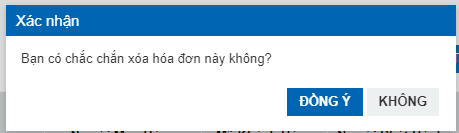 Xác nhận
Bạn có chắc chắn xóa hóa đơn này không?
ĐỒNG Ý KHÔNG